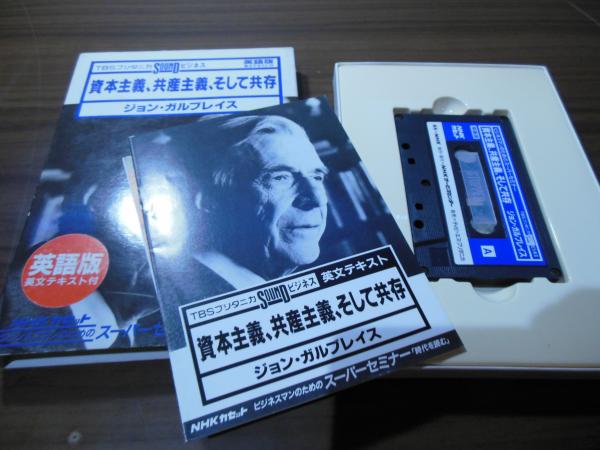 TBSブリタニカ SOUND ビジネス
英語版
資本主義、共産主義、そして共存
ジョン・ガルブレイス
英語版
英文テキスト付
NHKカセット
スーパーセ
TBSブリタニカ SOUND ビジネス 英文テキスト
資本主義、共産主義、そして共存
ジョン・ガルブレイス
NHKカセット ビジネスマンのための スーパーセミナー「時代を読む」
NHK
資本主義、共産主義、そして共存
ジョン・ガルブレイス
A